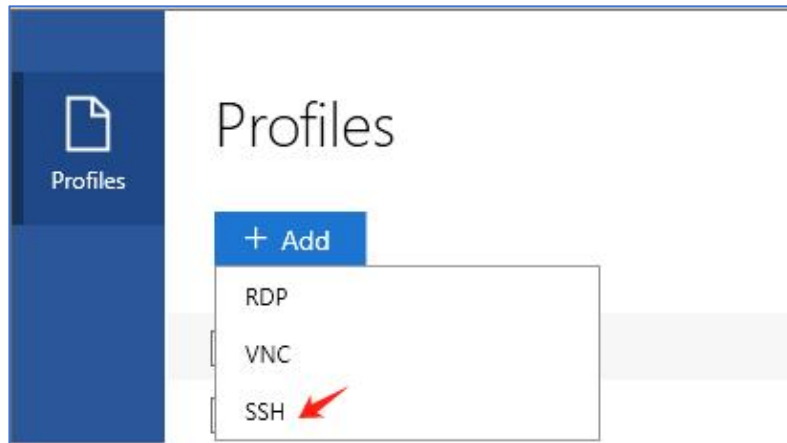 Profiles
Profiles
+ Add
RDP
VNC
SSH